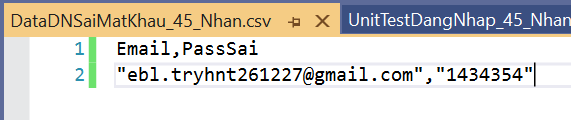 DataDNSaiMatKhau_45_Nhan.csv UnitTestDangNhap_45_Nhan
1 Email,PassSai
2 "ebl.tryhnt261227@gmail.com","1434354"